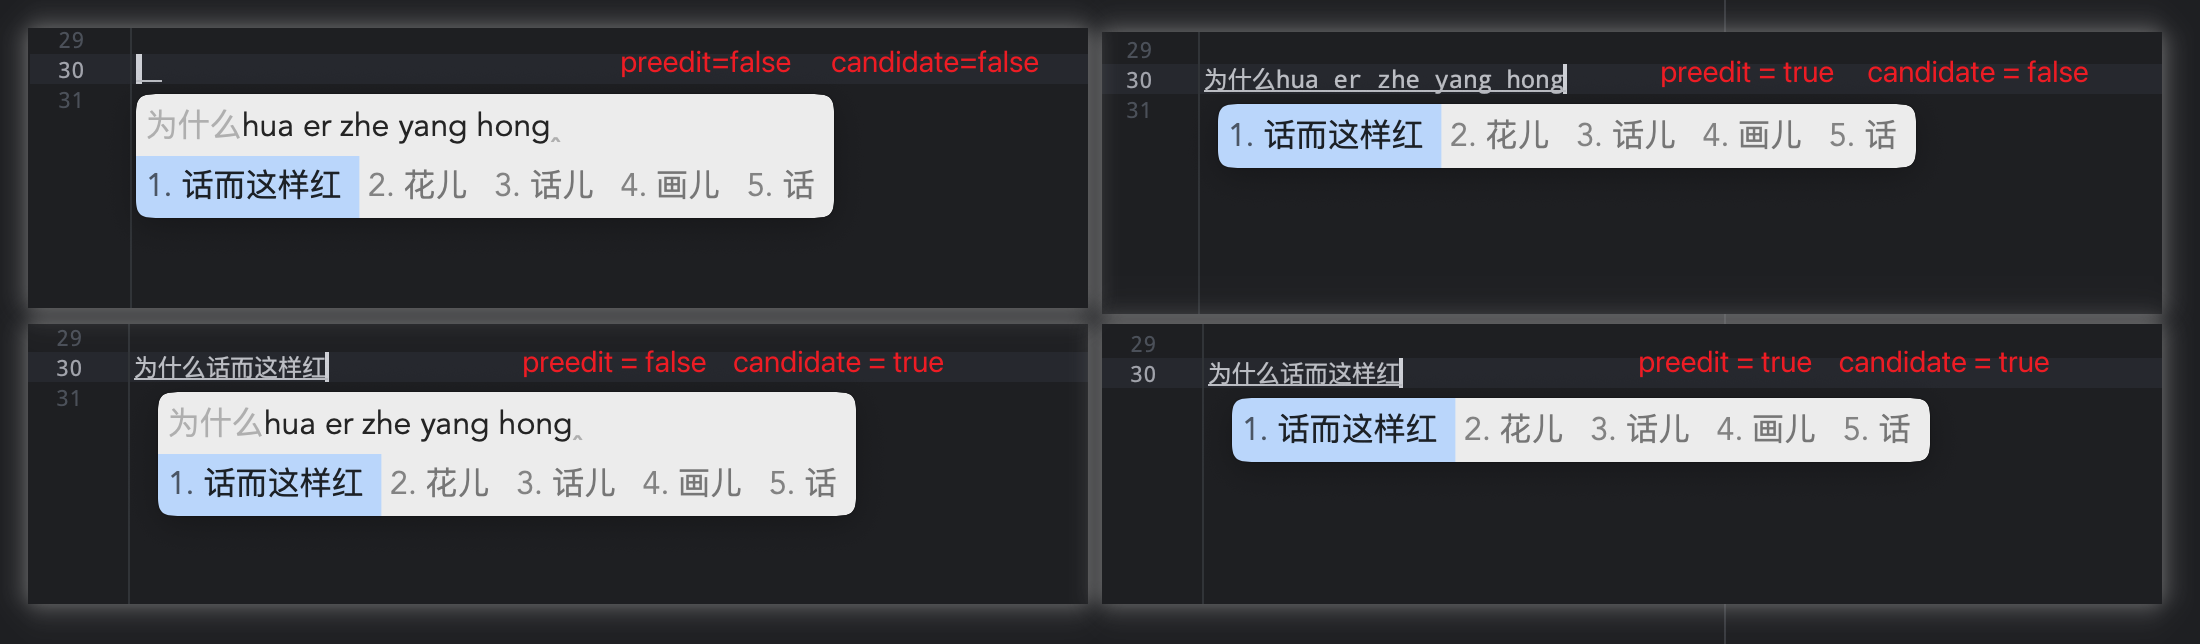 29
30 preedit=false candidate=false
31
为什么hua er zhe yang hong‸
1. 话而这样红 2. 花儿 3. 话儿 4. 画儿 5. 话
29
30 为什么hua er zhe yang hong preedit = true candidate = false
31
1. 话而这样红 2. 花儿 3. 话儿 4. 画儿 5. 话
29
30 为什么话而这样红 preedit = false candidate = true
31
为什么hua er zhe yang hong‸
1. 话而这样红 2. 花儿 3. 话儿 4. 画儿 5. 话
29
30 为什么话而这样红 preedit = true candidate = true
1. 话而这样红 2. 花儿 3. 话儿 4. 画儿 5. 话